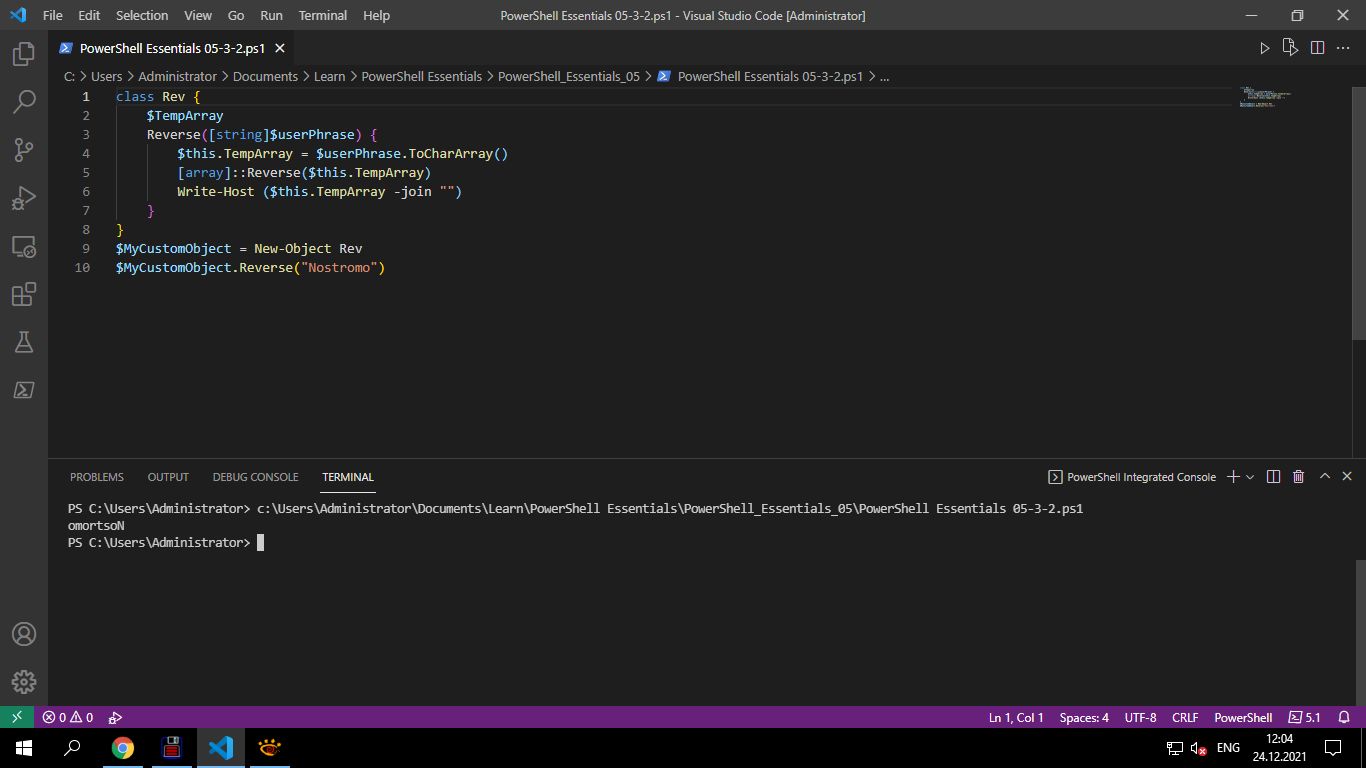 File Edit Selection View Go Run Terminal Help PowerShell Essentials 05-3-2.ps1 - Visual Studio Code [Administrator]
PowerShell Essentials 05-3-2.ps1
C: > Users > Administrator > Documents > Learn > PowerShell Essentials > PowerShell_Essentials_05 > PowerShell Essentials 05-3-2.ps1 > ...
1 class Rev {
2     $TempArray
3     Reverse([string]$userPhrase) {
4         $this.TempArray = $userPhrase.ToCharArray()
5         [array]::Reverse($this.TempArray)
6         Write-Host ($this.TempArray -join "")
7     }
8 }
9 $MyCustomObject = New-Object Rev
10 $MyCustomObject.Reverse("Nostromo")
PROBLEMS OUTPUT DEBUG CONSOLE TERMINAL PowerShell Integrated Console
PS C:\Users\Administrator> c:\Users\Administrator\Documents\Learn\PowerShell Essentials\PowerShell_Essentials_05\PowerShell Essentials 05-3-2.ps1
omortsoN
PS C:\Users\Administrator>
0 0 Ln 1, Col 1 Spaces: 4 UTF-8 CRLF PowerShell 5.1
ENG 12:04
24.12.2021